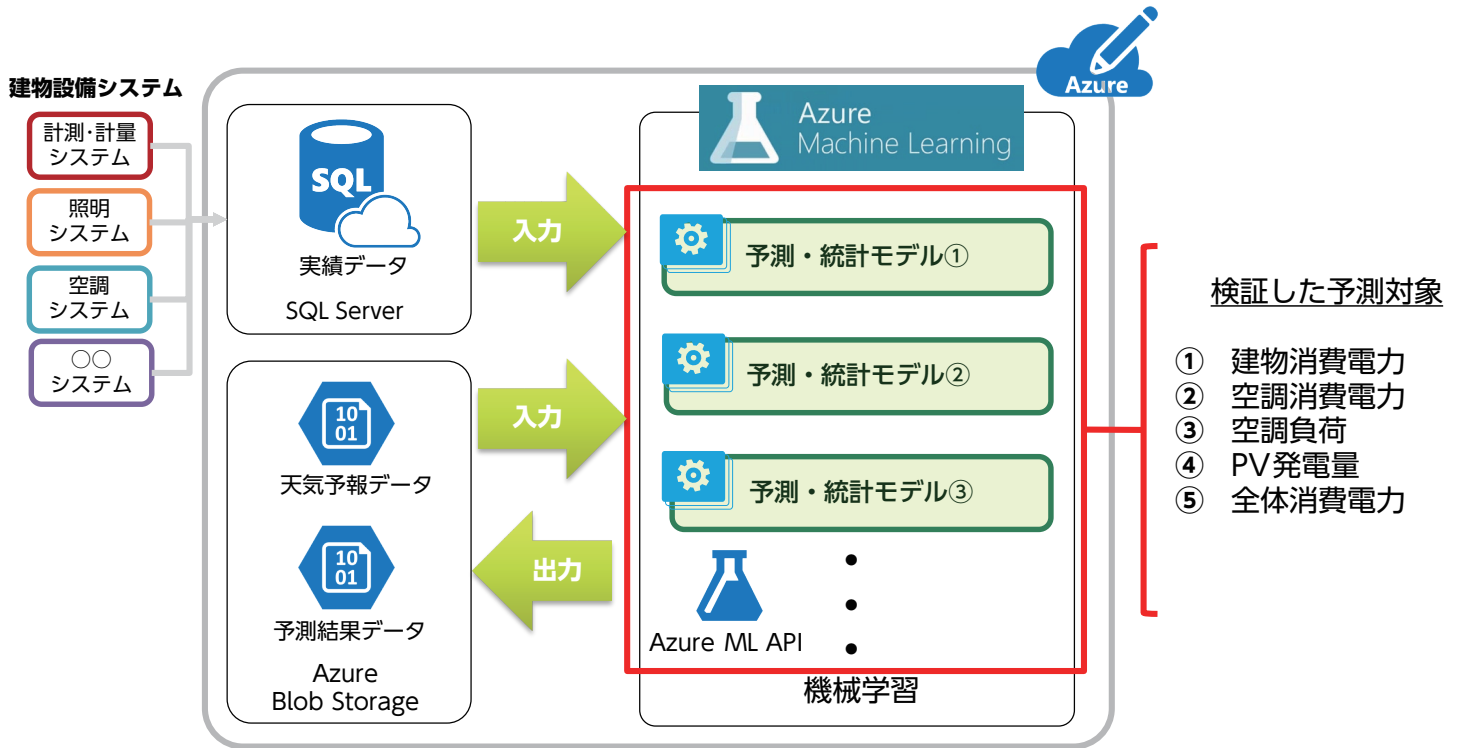 Azure
建物設備システム
計測・計量
システム
照明
システム
空調
システム
○○
システム
SQL
実績データ
SQL Server
10
01
天気予報データ
10
01
予測結果データ
Azure
Blob Storage
入力
入力
出力
Azure
Machine Learning
予測・統計モデル①
予測・統計モデル②
予測・統計モデル③
Azure ML API
機械学習
検証した予測対象
① 建物消費電力
② 空調消費電力
③ 空調負荷
④ PV発電量
⑤ 全体消費電力